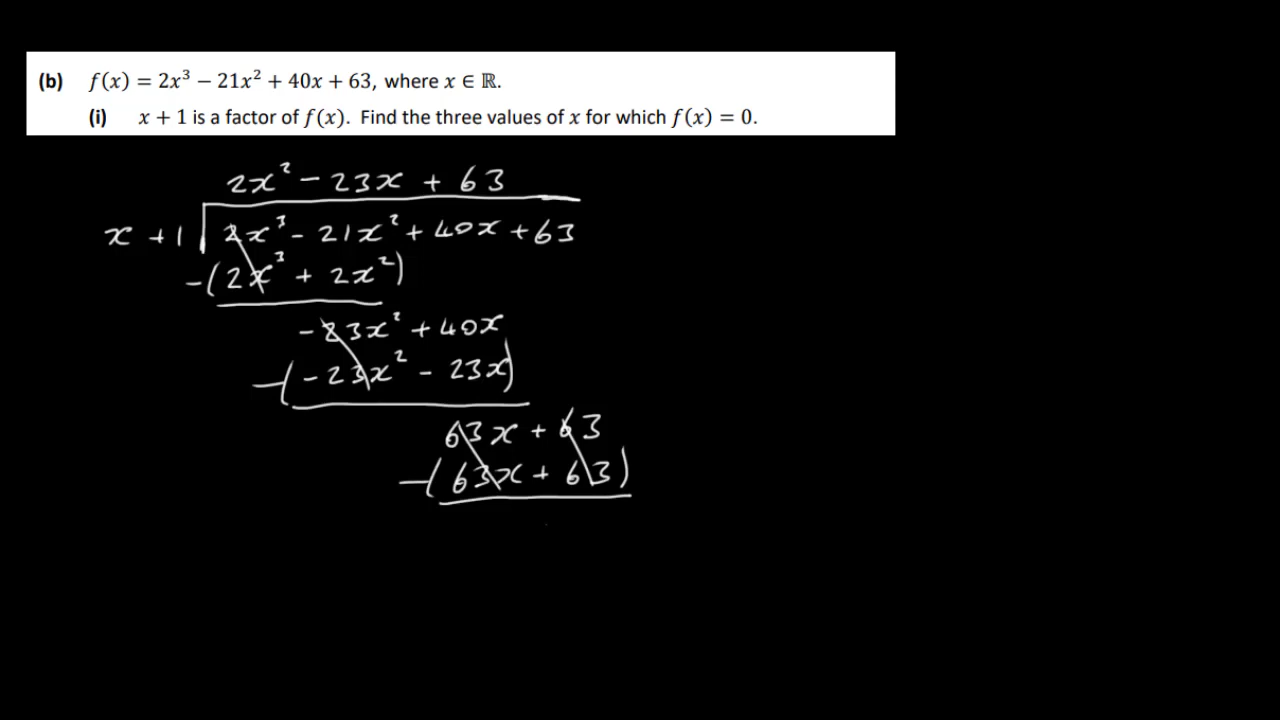 (b) f(x) = 2x³ − 21x² + 40x + 63, where x ∈ ℝ.
(i) x + 1 is a factor of f(x). Find the three values of x for which f(x) = 0.
2x² − 23x + 63
x + 1 2x³ − 21x² + 40x + 63
−(2x³ + 2x²)
−23x² + 40x
−(−23x² − 23x)
63x + 63
−(63x + 63)